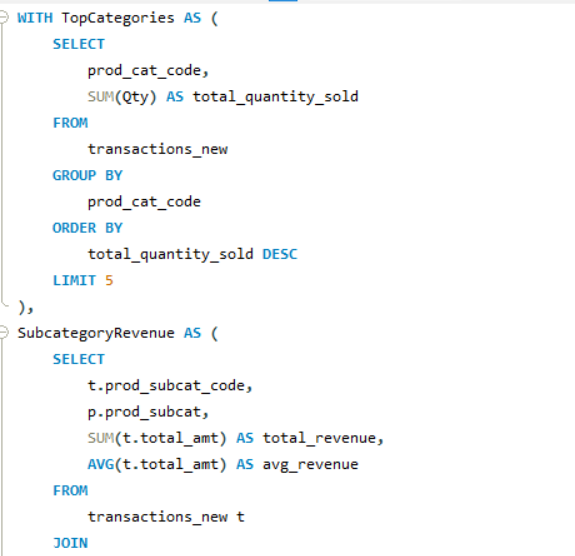 WITH TopCategories AS (
SELECT
prod_cat_code,
SUM(Qty) AS total_quantity_sold
FROM
transactions_new
GROUP BY
prod_cat_code
ORDER BY
total_quantity_sold DESC
LIMIT 5
),
SubcategoryRevenue AS (
SELECT
t.prod_subcat_code,
p.prod_subcat,
SUM(t.total_amt) AS total_revenue,
AVG(t.total_amt) AS avg_revenue
FROM
transactions_new t
JOIN